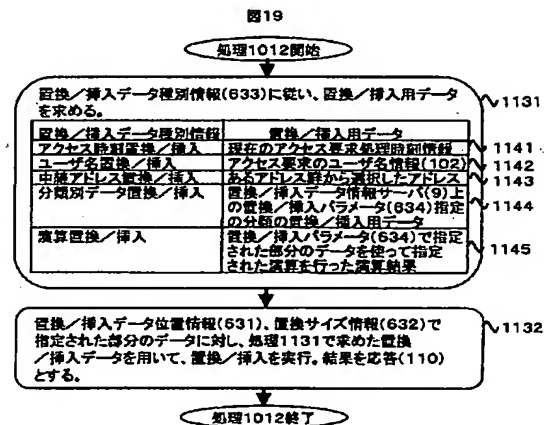 図19
処理1012開始
置換／挿入データ種別情報(633)に従い、置換／挿入用データ
を求める。
1131
置換／挿入データ種別情報 置換／挿入用データ
アクセス時刻置換／挿入 現在のアクセス要求処理時刻情報
1141
ユーザ名置換／挿入 アクセス要求のユーザ名情報(102)
1142
中継アドレス置換／挿入 あるアドレス群から選択したアドレス
1143
分類別データ置換／挿入 置換／挿入データ情報サーバ(9)上
の置換／挿入パラメータ(634)指定
の分類の置換／挿入用データ
1144
演算置換／挿入 置換／挿入パラメータ(634)で指定
された部分のデータを使って指定
された演算を行った演算結果
1145
置換／挿入データ位置情報(631)、置換サイズ情報(632)で
指定された部分のデータに対し、処理1131で求めた置換
／挿入データを用いて、置換／挿入を実行。結果を応答(110)
とする。
1132
処理1012終了